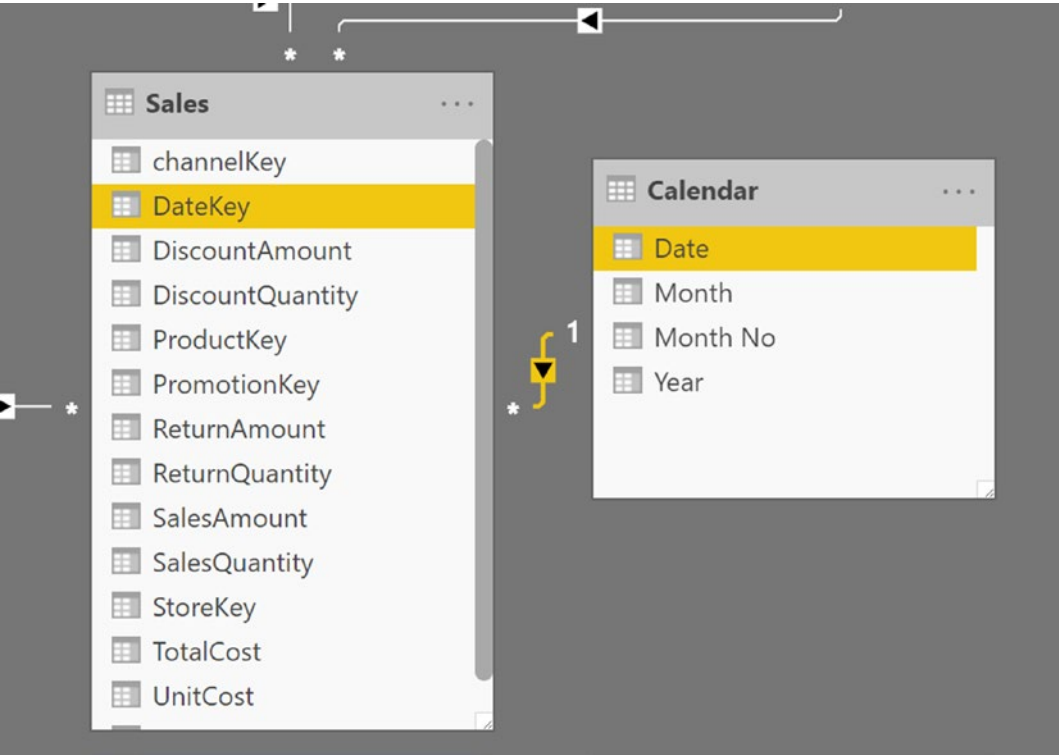 * *
Sales ...
channelKey
DateKey
DiscountAmount
DiscountQuantity
ProductKey
PromotionKey
ReturnAmount
ReturnQuantity
SalesAmount
SalesQuantity
StoreKey
TotalCost
UnitCost
*
* 1
Calendar ...
Date
Month
Month No
Year